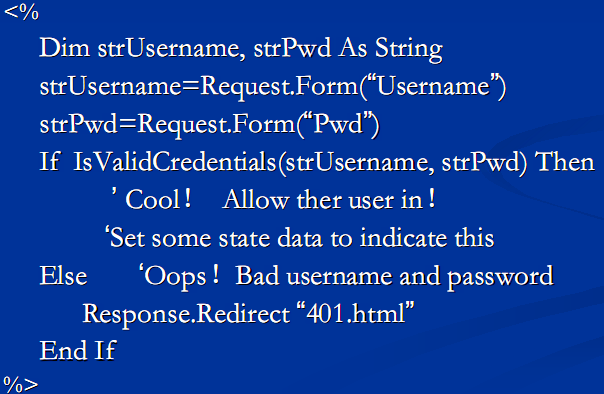 <%
Dim strUsername, strPwd As String
strUsername=Request.Form(“Username”)
strPwd=Request.Form(“Pwd”)
If IsValidCredentials(strUsername, strPwd) Then
’ Cool！ Allow ther user in！
‘Set some state data to indicate this
Else ‘Oops！Bad username and password
Response.Redirect “401.html”
End If
%>